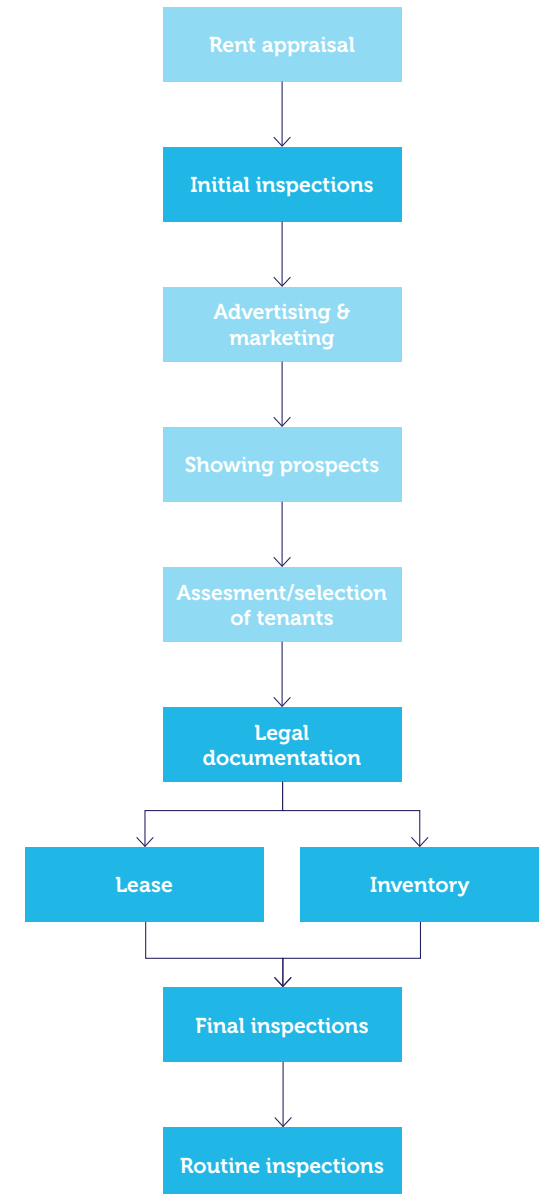 Rent appraisal
Initial inspections
Advertising &
marketing
Showing prospects
Assesment/selection
of tenants
Legal
documentation
Lease
Inventory
Final inspections
Routine inspections